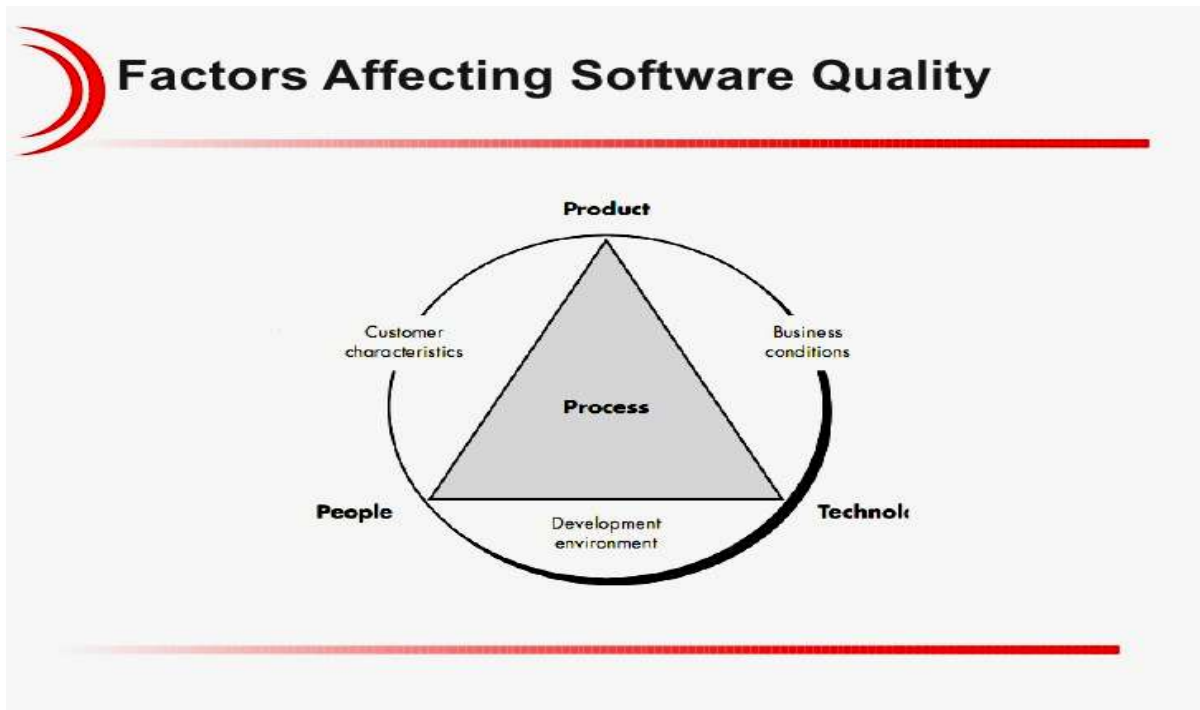 Factors Affecting Software Quality
Product
Customer
characteristics
Business
conditions
Process
People
Technol
Development
environment